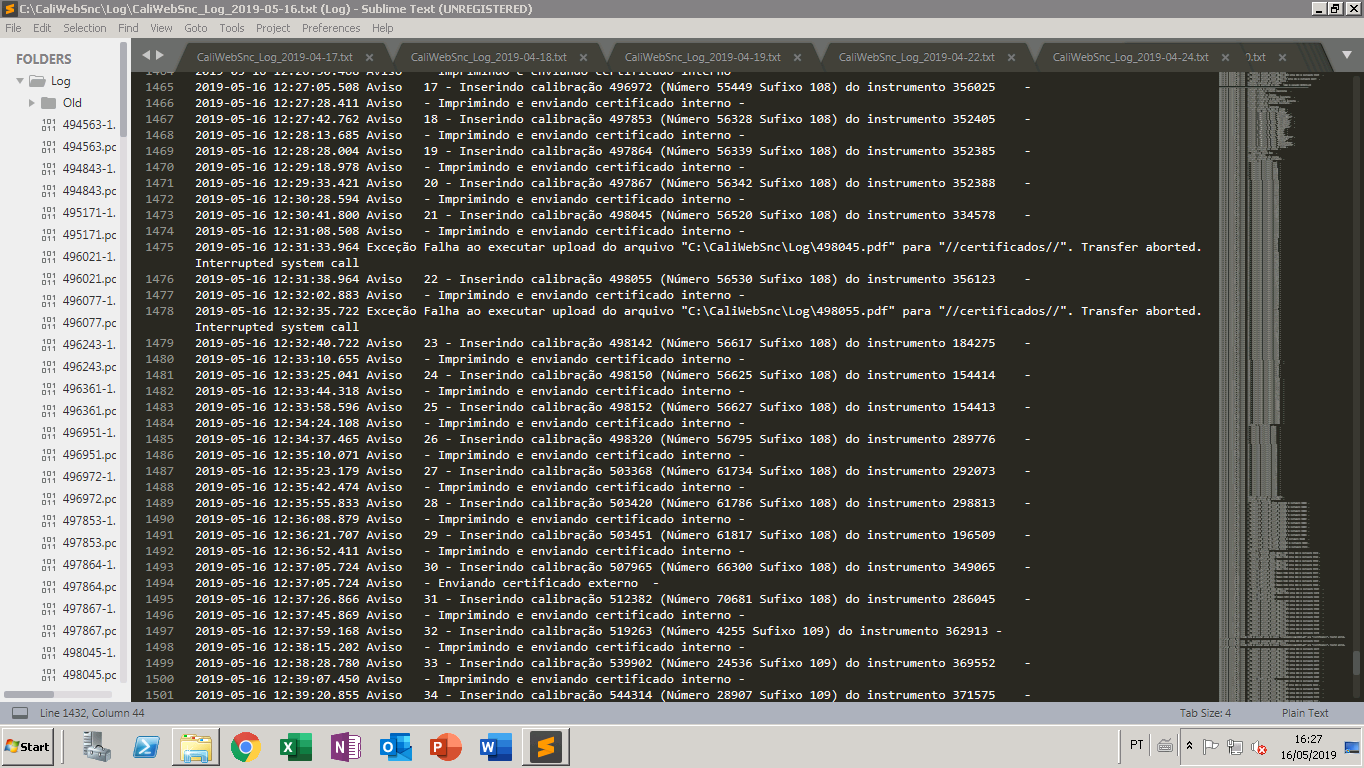 C:\CaliWebSnc\Log\CaliWebSnc_Log_2019-05-16.txt (Log) - Sublime Text (UNREGISTERED)
File Edit Selection Find View Goto Tools Project Preferences Help
FOLDERS
Log
Old
494563-1.
494563.pc
494843-1.
494843.pc
495171-1.
495171.pc
496021-1.
496021.pc
496077-1.
496077.pc
496243-1.
496243.pc
496361-1.
496361.pc
496951-1.
496951.pc
496972-1.
496972.pc
497853-1.
497853.pc
497864-1.
497864.pc
497867-1.
497867.pc
498045-1.
498045.pc
CaliWebSnc_Log_2019-04-17.txt CaliWebSnc_Log_2019-04-18.txt CaliWebSnc_Log_2019-04-19.txt CaliWebSnc_Log_2019-04-22.txt CaliWebSnc_Log_2019-04-24.txt 0.txt
1464 Aviso - Imprimindo e enviando certificado interno -
1465 2019-05-16 12:27:05.508 Aviso 17 - Inserindo calibração 496972 (Número 55449 Sufixo 108) do instrumento 356025 -
1466 2019-05-16 12:27:28.411 Aviso - Imprimindo e enviando certificado interno -
1467 2019-05-16 12:27:42.762 Aviso 18 - Inserindo calibração 497853 (Número 56328 Sufixo 108) do instrumento 352405 -
1468 2019-05-16 12:28:13.685 Aviso - Imprimindo e enviando certificado interno -
1469 2019-05-16 12:28:28.004 Aviso 19 - Inserindo calibração 497864 (Número 56339 Sufixo 108) do instrumento 352385 -
1470 2019-05-16 12:29:18.978 Aviso - Imprimindo e enviando certificado interno -
1471 2019-05-16 12:29:33.421 Aviso 20 - Inserindo calibração 497867 (Número 56342 Sufixo 108) do instrumento 352388 -
1472 2019-05-16 12:30:28.594 Aviso - Imprimindo e enviando certificado interno -
1473 2019-05-16 12:30:41.800 Aviso 21 - Inserindo calibração 498045 (Número 56520 Sufixo 108) do instrumento 334578 -
1474 2019-05-16 12:31:08.508 Aviso - Imprimindo e enviando certificado interno -
1475 2019-05-16 12:31:33.964 Exceção Falha ao executar upload do arquivo "C:\CaliWebSnc\Log\498045.pdf" para "//certificados//". Transfer aborted.
Interrupted system call
1476 2019-05-16 12:31:38.964 Aviso 22 - Inserindo calibração 498055 (Número 56530 Sufixo 108) do instrumento 356123 -
1477 2019-05-16 12:32:02.883 Aviso - Imprimindo e enviando certificado interno -
1478 2019-05-16 12:32:35.722 Exceção Falha ao executar upload do arquivo "C:\CaliWebSnc\Log\498055.pdf" para "//certificados//". Transfer aborted.
Interrupted system call
1479 2019-05-16 12:32:40.722 Aviso 23 - Inserindo calibração 498142 (Número 56617 Sufixo 108) do instrumento 184275 -
1480 2019-05-16 12:33:10.655 Aviso - Imprimindo e enviando certificado interno -
1481 2019-05-16 12:33:25.041 Aviso 24 - Inserindo calibração 498150 (Número 56625 Sufixo 108) do instrumento 154414 -
1482 2019-05-16 12:33:44.318 Aviso - Imprimindo e enviando certificado interno -
1483 2019-05-16 12:33:58.596 Aviso 25 - Inserindo calibração 498152 (Número 56627 Sufixo 108) do instrumento 154413 -
1484 2019-05-16 12:34:24.108 Aviso - Imprimindo e enviando certificado interno -
1485 2019-05-16 12:34:37.465 Aviso 26 - Inserindo calibração 498320 (Número 56795 Sufixo 108) do instrumento 289776 -
1486 2019-05-16 12:35:10.071 Aviso - Imprimindo e enviando certificado interno -
1487 2019-05-16 12:35:23.179 Aviso 27 - Inserindo calibração 503368 (Número 61734 Sufixo 108) do instrumento 292073 -
1488 2019-05-16 12:35:42.474 Aviso - Imprimindo e enviando certificado interno -
1489 2019-05-16 12:35:55.833 Aviso 28 - Inserindo calibração 503420 (Número 61786 Sufixo 108) do instrumento 298813 -
1490 2019-05-16 12:36:08.879 Aviso - Imprimindo e enviando certificado interno -
1491 2019-05-16 12:36:21.707 Aviso 29 - Inserindo calibração 503451 (Número 61817 Sufixo 108) do instrumento 196509 -
1492 2019-05-16 12:36:52.411 Aviso - Imprimindo e enviando certificado interno -
1493 2019-05-16 12:37:05.724 Aviso 30 - Inserindo calibração 507965 (Número 66300 Sufixo 108) do instrumento 349065 -
1494 2019-05-16 12:37:05.724 Aviso - Enviando certificado externo -
1495 2019-05-16 12:37:26.866 Aviso 31 - Inserindo calibração 512382 (Número 70681 Sufixo 108) do instrumento 286045 -
1496 2019-05-16 12:37:45.869 Aviso - Imprimindo e enviando certificado interno -
1497 2019-05-16 12:37:59.168 Aviso 32 - Inserindo calibração 519263 (Número 4255 Sufixo 109) do instrumento 362913 -
1498 2019-05-16 12:38:15.202 Aviso - Imprimindo e enviando certificado interno -
1499 2019-05-16 12:38:28.780 Aviso 33 - Inserindo calibração 539902 (Número 24536 Sufixo 109) do instrumento 369552 -
1500 2019-05-16 12:39:07.450 Aviso - Imprimindo e enviando certificado interno -
1501 2019-05-16 12:39:20.855 Aviso 34 - Inserindo calibração 544314 (Número 28907 Sufixo 109) do instrumento 371575 -
Line 1432, Column 44 Tab Size: 4 Plain Text
Start PT 16:27
16/05/2019